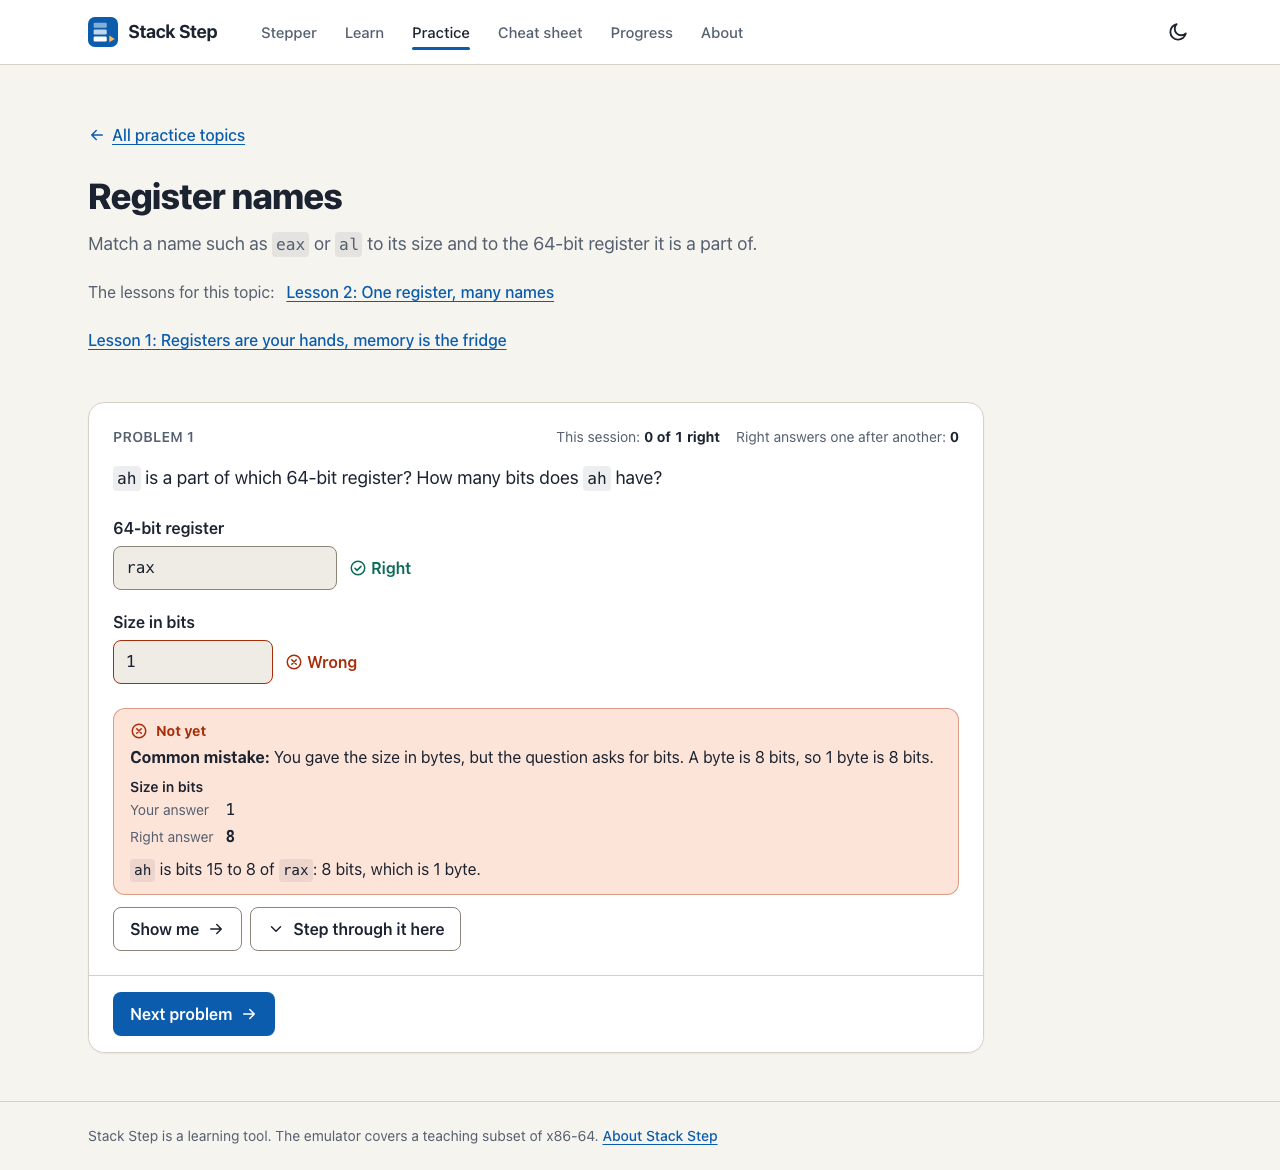 Stack Step
Stepper Learn Practice Cheat sheet Progress About
← All practice topics
Register names
Match a name such as eax or al to its size and to the 64-bit register it is a part of.
The lessons for this topic: Lesson 2: One register, many names
Lesson 1: Registers are your hands, memory is the fridge
PROBLEM 1 This session: 0 of 1 right Right answers one after another: 0
ah is a part of which 64-bit register? How many bits does ah have?
64-bit register
rax Right
Size in bits
1 Wrong
Not yet
Common mistake: You gave the size in bytes, but the question asks for bits. A byte is 8 bits, so 1 byte is 8 bits.
Size in bits
Your answer 1
Right answer 8
ah is bits 15 to 8 of rax: 8 bits, which is 1 byte.
Show me → Step through it here
Next problem →
Stack Step is a learning tool. The emulator covers a teaching subset of x86-64. About Stack Step